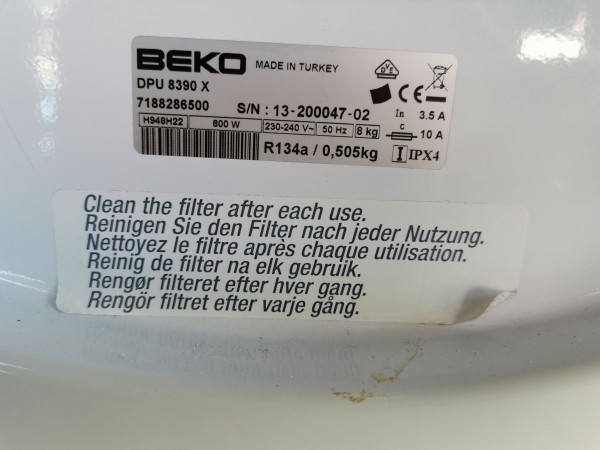 BEKO MADE IN TURKEY
DPU 8390 X
7188286500 S/N : 13-200047-02 In 3.5 A
H948H22 800 W 230-240 V~ 50 Hz 8 kg c 10 A
R134a / 0,505kg IPX4
Clean the filter after each use.
Reinigen Sie den Filter nach jeder Nutzung.
Nettoyez le filtre après chaque utilisation.
Reinig de filter na elk gebruik.
Rengør filteret efter hver gang.
Rengör filtret efter varje gång.